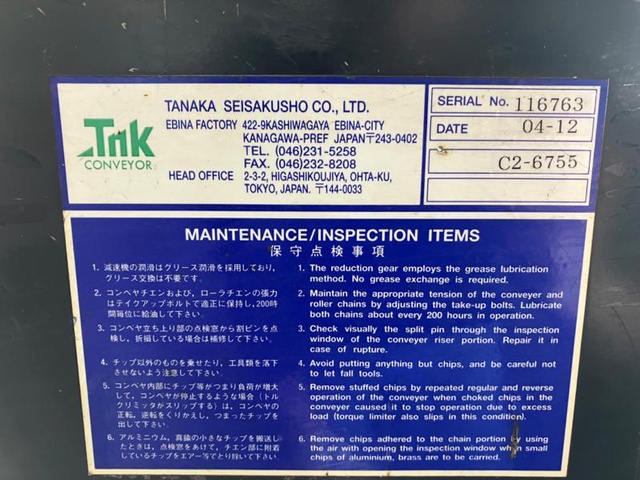 Tnk
CONVEYOR
TANAKA SEISAKUSHO CO., LTD.
EBINA FACTORY 422-9KASHIWAGAYA EBINA-CITY
KANAGAWA-PREF JAPAN〒243-0402
TEL. (046)231-5258
FAX. (046)232-8208
HEAD OFFICE 2-3-2, HIGASHIKOUJIYA, OHTA-KU,
TOKYO, JAPAN. 〒144-0033
SERIAL No. 116763
DATE 04-12
C2-6755
MAINTENANCE/INSPECTION ITEMS
保守点検事項
1. 減速機の潤滑はグリース潤滑を採用しており、
グリース交換は不要です。
2. コンベヤチエンおよび、ローラチエンの張力
はテイクアップボルトで適正に保持し、200時
間毎位に給油して下さい。
3. コンベヤ立ち上り部の点検窓から割ピンを点
検し、折損している場合は補修して下さい。
4. チップ以外のものを乗せたり、工具類を落下
させないよう注意して下さい。
5. コンベヤ内部にチップ等がつまり負荷が増大
して、コンベヤが停止するような場合（トル
クリミッタがスリップする）は、コンベヤの
正転、逆転をくりかえし、つまったチップを
出して下さい。
6. アルミニウム、真鍮の小さなチップを搬送し
たときは、点検窓をあけて、チエン部に附着
しているチップをエアー等でとり除いて下さい。
1. The reduction gear employs the grease lubrication
method. No grease exchange is required.
2. Maintain the appropriate tension of the conveyer and
roller chains by adjusting the take-up bolts. Lubricate
both chains about every 200 hours in operation.
3. Check visually the split pin through the inspection
window of the conveyer riser portion. Repair it in
case of rupture.
4. Avoid putting anything but chips, and be careful not
to let fall tools.
5. Remove stuffed chips by repeated regular and reverse
operation of the conveyer when choked chips in the
conveyer caused it to stop operation due to excess
load (torque limiter also slips in this condition).
6. Remove chips adhered to the chain portion by using
the air with opening the inspection window when small
chips of aluminium, brass are to be carried.